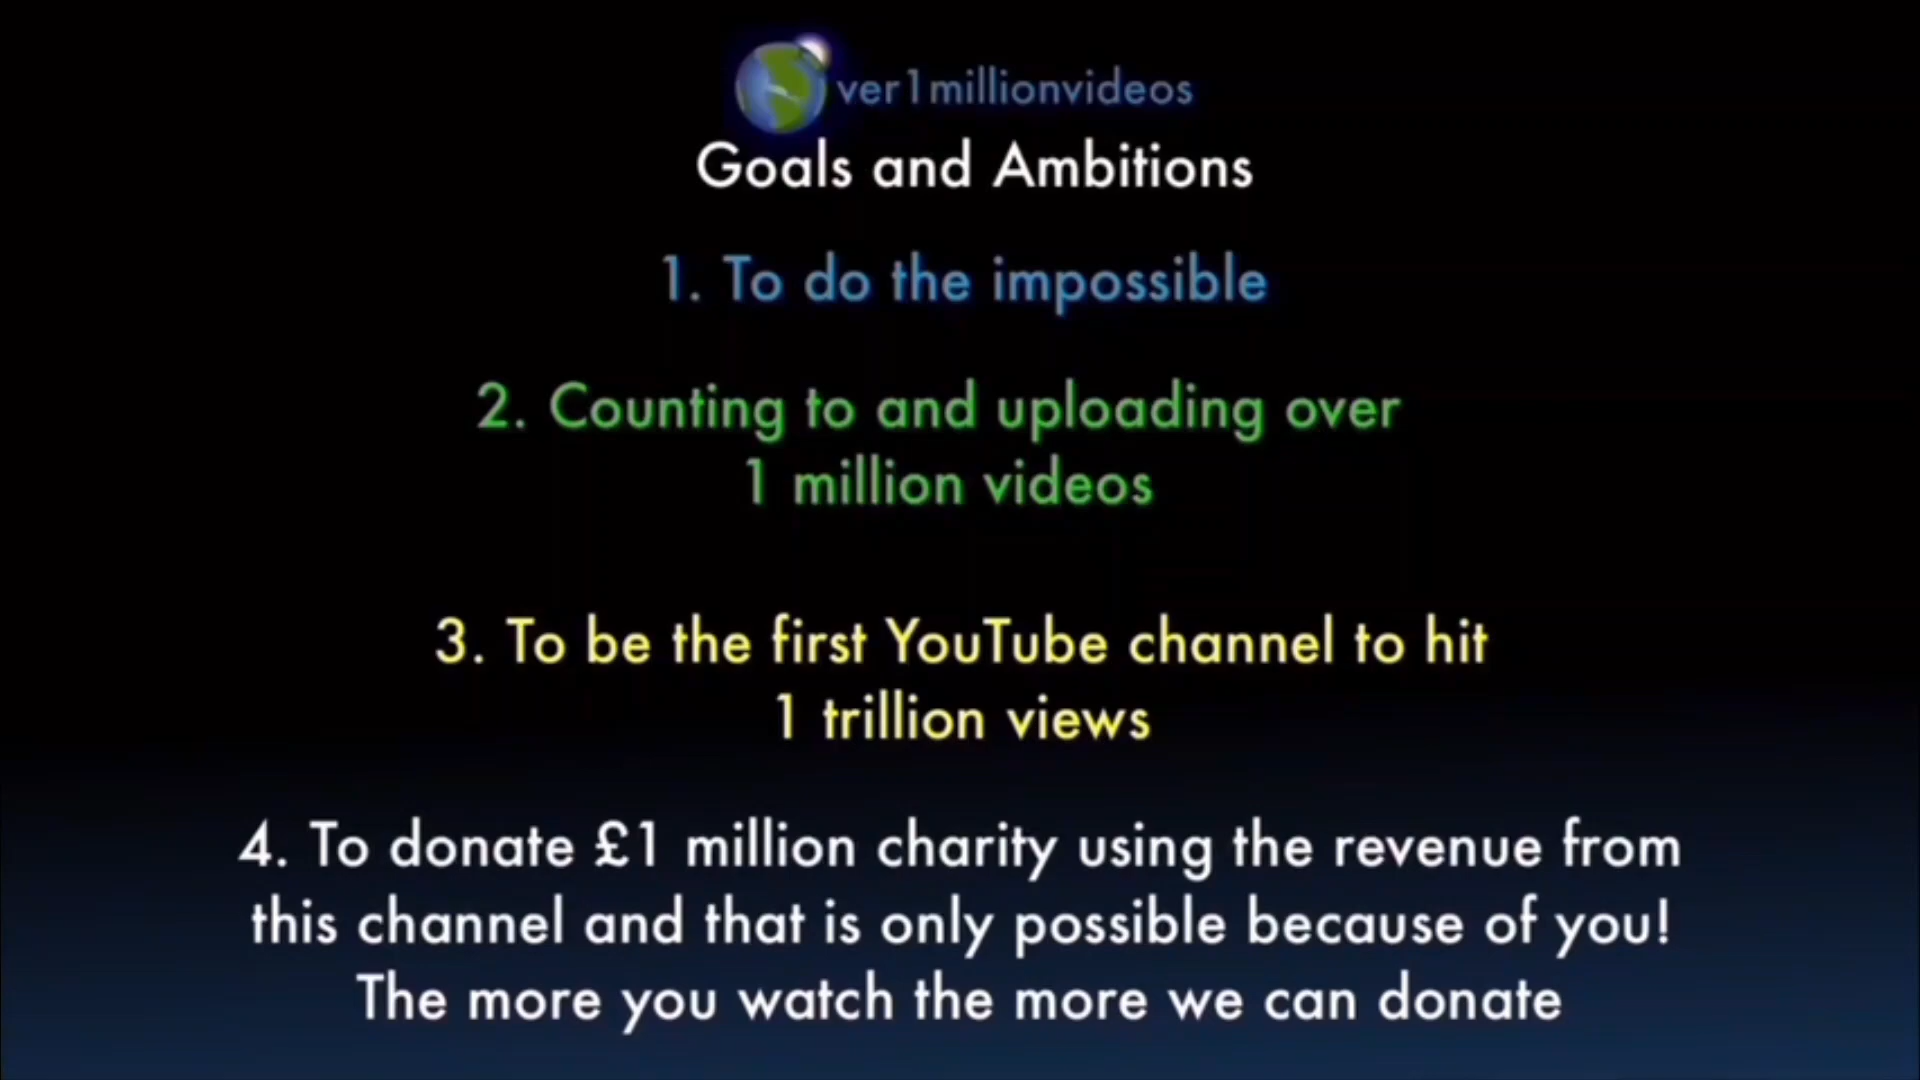 ver1millionvideos
Goals and Ambitions
1. To do the impossible
2. Counting to and uploading over
1 million videos
3. To be the first YouTube channel to hit
1 trillion views
4. To donate £1 million charity using the revenue from
this channel and that is only possible because of you!
The more you watch the more we can donate